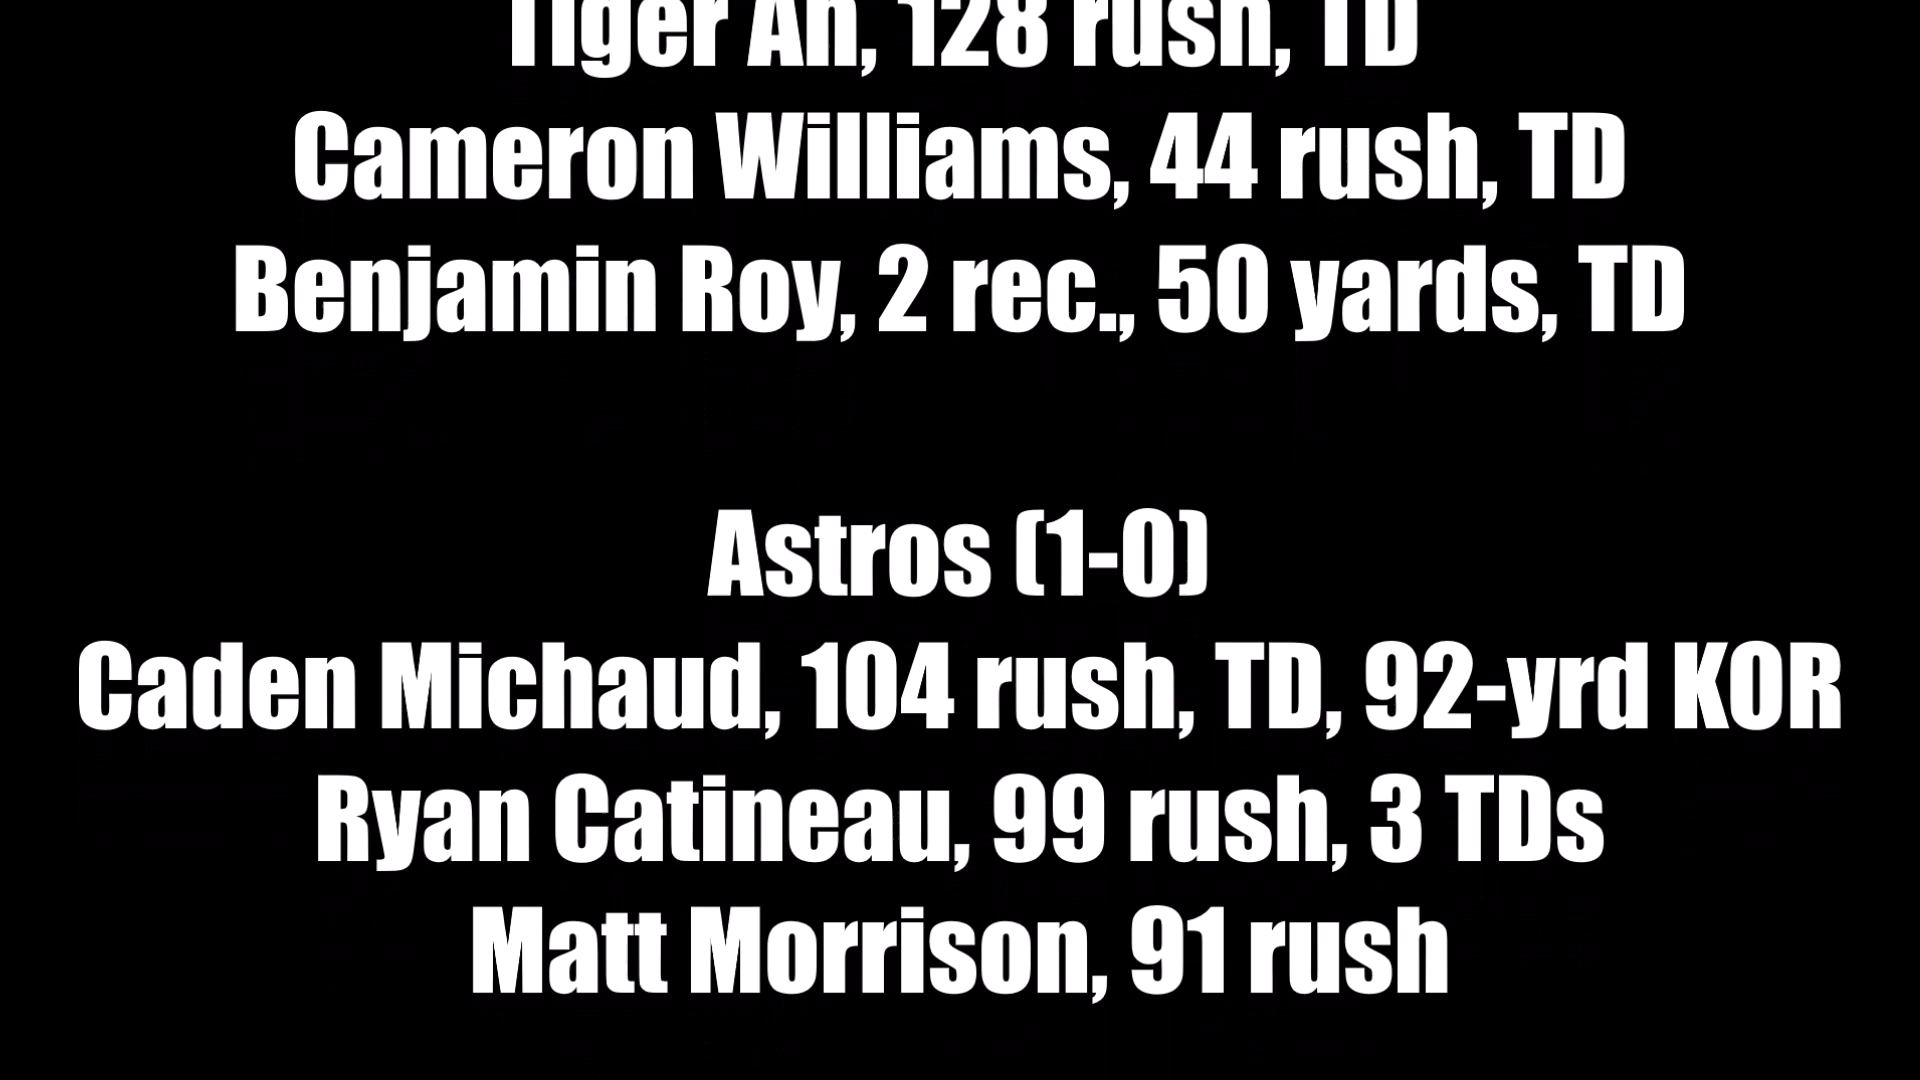 Tiger An, 128 rush, TD
Cameron Williams, 44 rush, TD
Benjamin Roy, 2 rec., 50 yards, TD
Astros (1-0)
Caden Michaud, 104 rush, TD, 92-yrd KOR
Ryan Catineau, 99 rush, 3 TDs
Matt Morrison, 91 rush